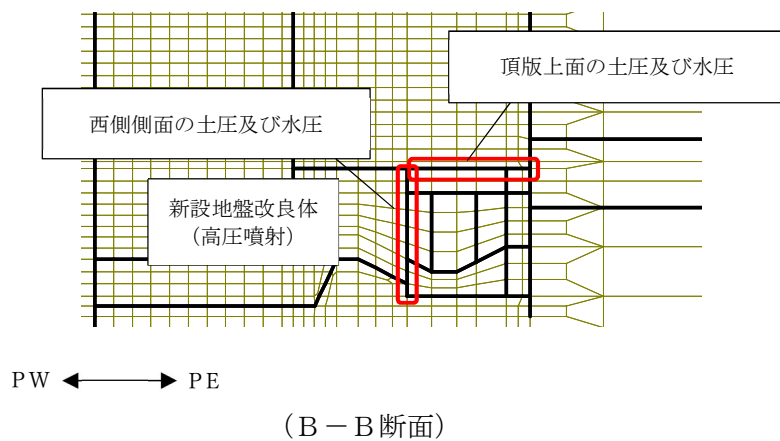 頂版上面の土圧及び水圧
西側側面の土圧及び水圧
新設地盤改良体
（高圧噴射）
PW PE
（B－B断面）